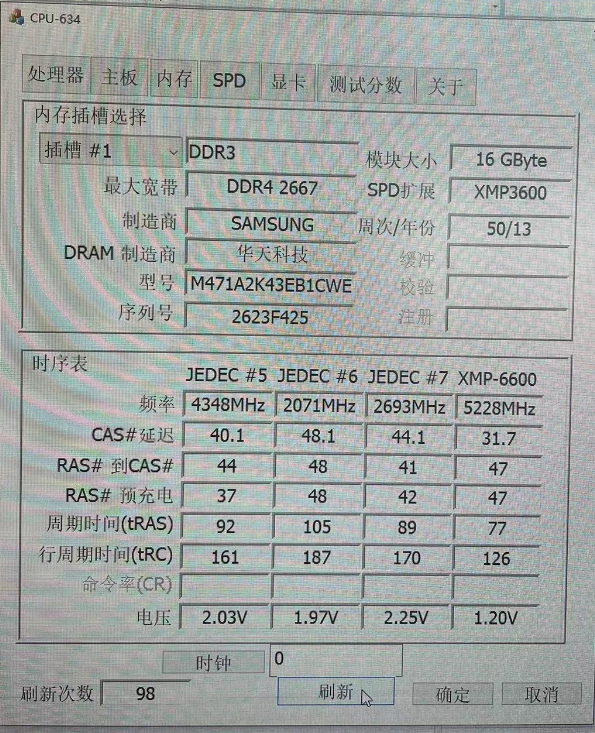 CPU-634
处理器 主板 内存 SPD 显卡 测试分数 关于
内存插槽选择
插槽 #1 DDR3 模块大小 16 GByte
最大宽带 DDR4 2667 SPD扩展 XMP3600
制造商 SAMSUNG 周次/年份 50/13
DRAM 制造商 华天科技 缓冲
型号 M471A2K43EB1CWE 校验
序列号 2623F425 注册
时序表
JEDEC #5 JEDEC #6 JEDEC #7 XMP-6600
频率 4348MHz 2071MHz 2693MHz 5228MHz
CAS#延迟 40.1 48.1 44.1 31.7
RAS# 到CAS# 44 48 41 47
RAS# 预充电 37 48 42 47
周期时间(tRAS) 92 105 89 77
行周期时间(tRC) 161 187 170 126
命令率(CR)
电压 2.03V 1.97V 2.25V 1.20V
时钟 0
刷新次数 98 刷新 确定 取消